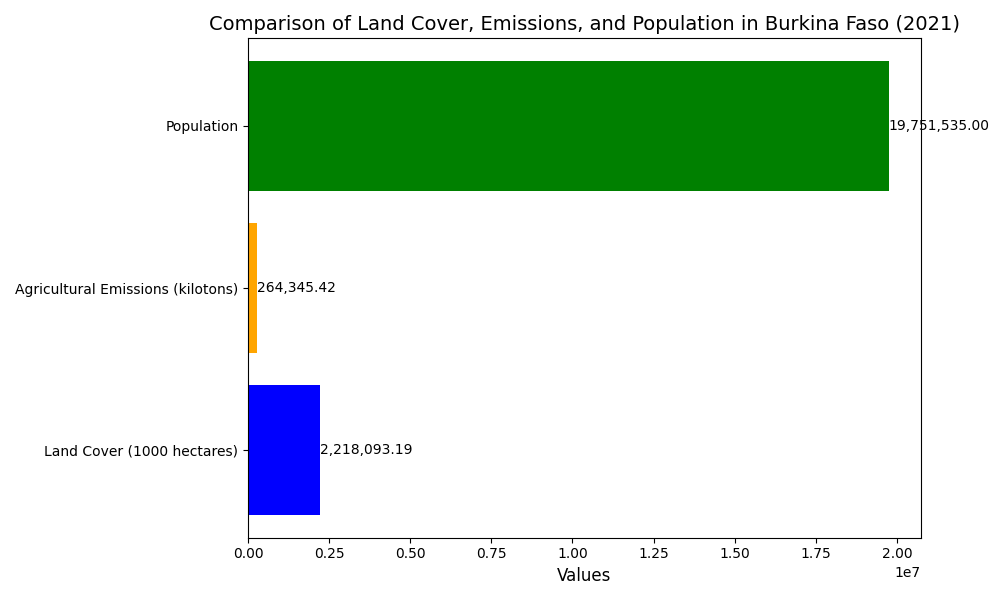 Comparison of Land Cover, Emissions, and Population in Burkina Faso (2021)
Population
19,751,535.00
Agricultural Emissions (kilotons)
264,345.42
Land Cover (1000 hectares)
2,218,093.19
0.00 0.25 0.50 0.75 1.00 1.25 1.50 1.75 2.00
1e7
Values